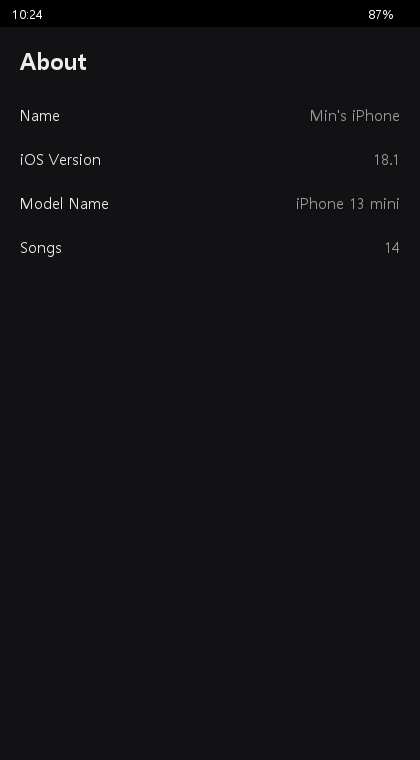 10:24 87%
About
Name Min's iPhone
iOS Version 18.1
Model Name iPhone 13 mini
Songs 14